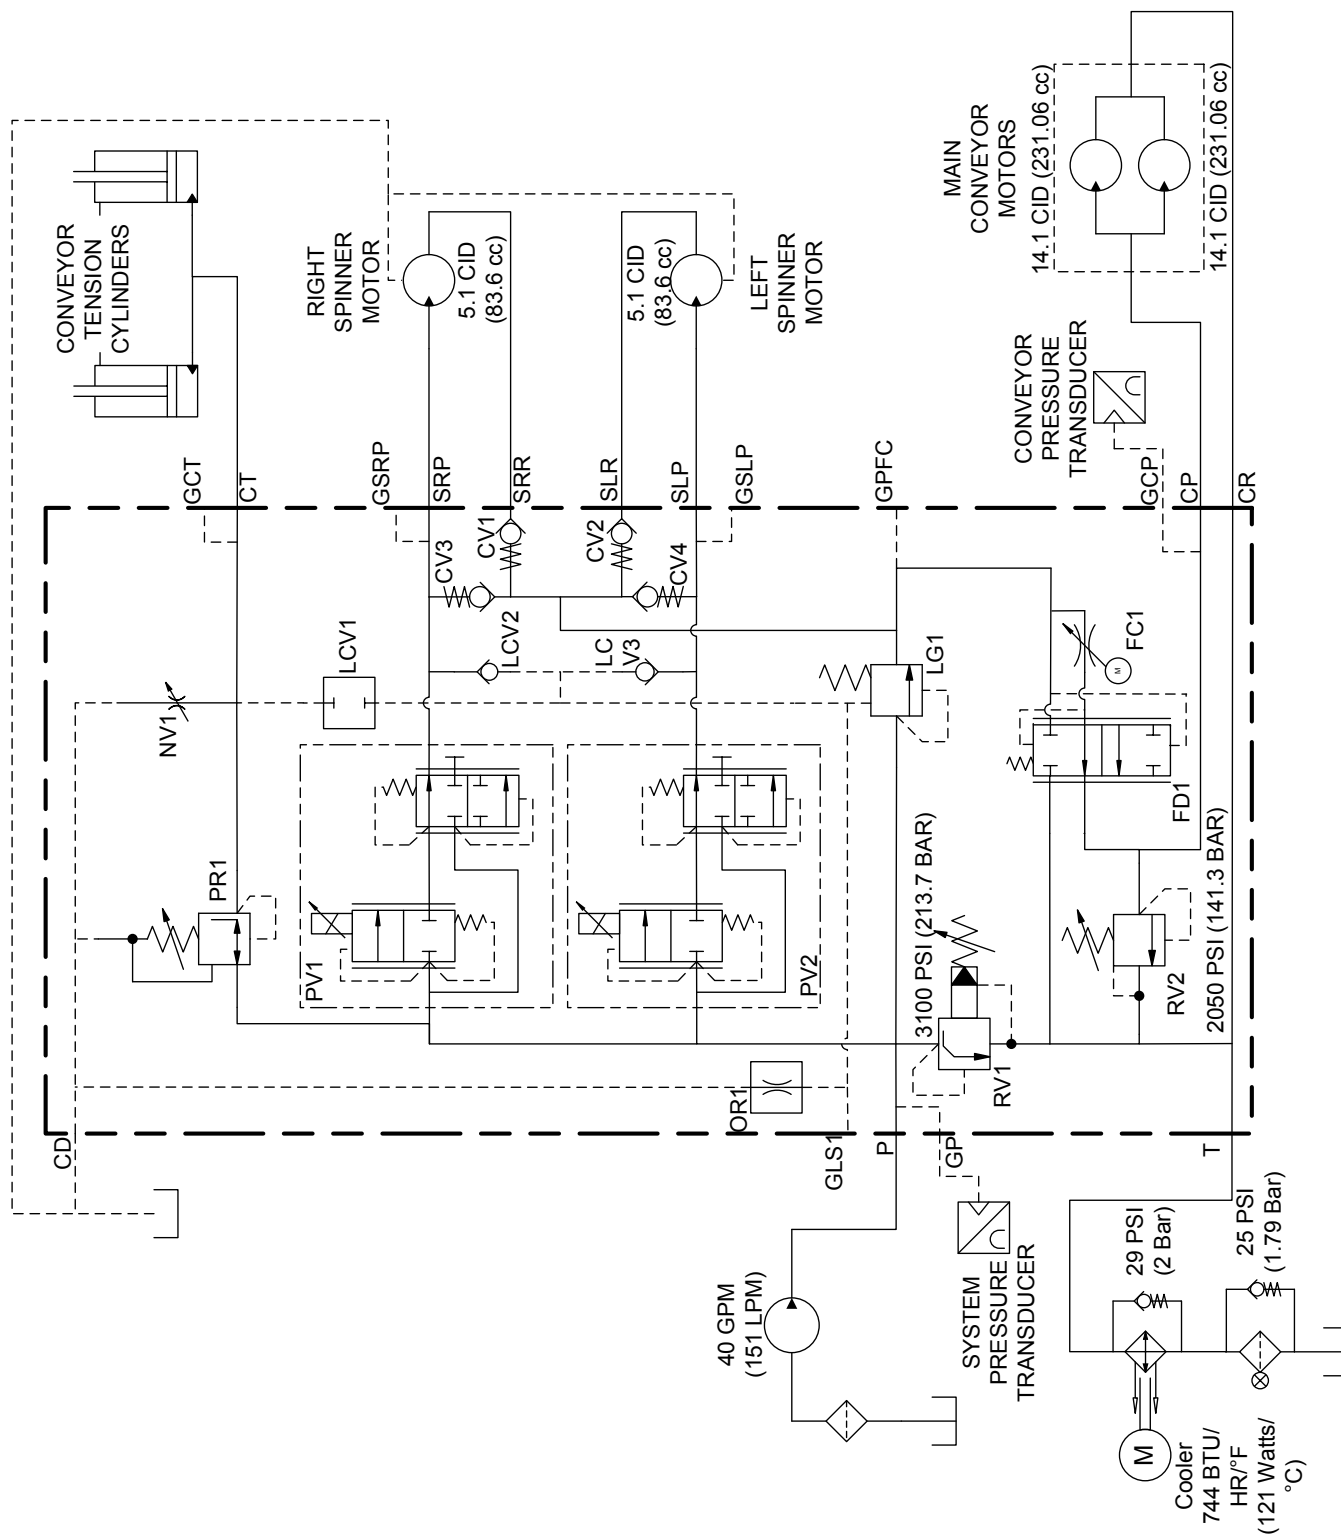 CONVEYOR
TENSION
CYLINDERS
RIGHT
SPINNER
MOTOR
5.1 CID
(83.6 cc)
5.1 CID
(83.6 cc)
LEFT
SPINNER
MOTOR
MAIN
CONVEYOR
MOTORS
14.1 CID (231.06 cc)
14.1 CID (231.06 cc)
CONVEYOR
PRESSURE
TRANSDUCER
GCT
CT
GSRP
SRP
SRR
SLR
SLP
GSLP
GPFC
GCP
CP
CR
CV3
CV1
CV2
CV4
LCV1
LCV2
LC
V3
LG1
FC1
M
NV1
PR1
PV1
PV2
FD1
3100 PSI (213.7 BAR)
RV1
RV2
2050 PSI (141.3 BAR)
OR1
CD
GLS1
P
GP
T
40 GPM
(151 LPM)
SYSTEM
PRESSURE
TRANSDUCER
29 PSI
(2 Bar)
25 PSI
(1.79 Bar)
M
Cooler
744 BTU/
HR/°F
(121 Watts/
°C)